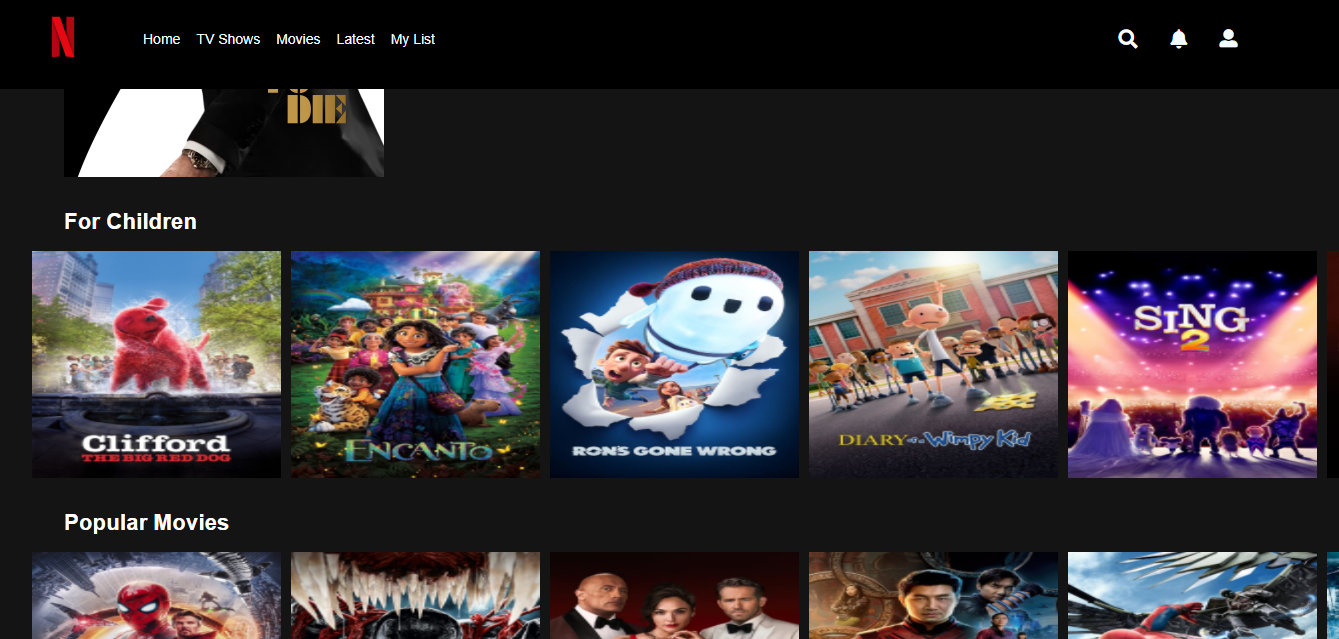 N
Home TV Shows Movies Latest My List
DIE
For Children
Clifford
THE BIG RED DOG
ENCANTO
RON'S GONE WRONG
DIARY of a Wimpy Kid
SING
2
Popular Movies